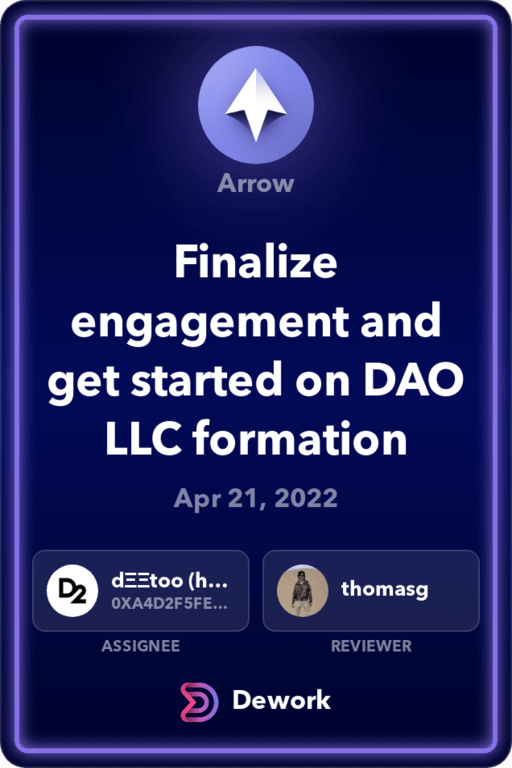 Arrow
Finalize
engagement and
get started on DAO
LLC formation
Apr 21, 2022
D2
dΞΞtoo (h...
0XA4D2F5FE...
thomasg
ASSIGNEE
REVIEWER
Dework